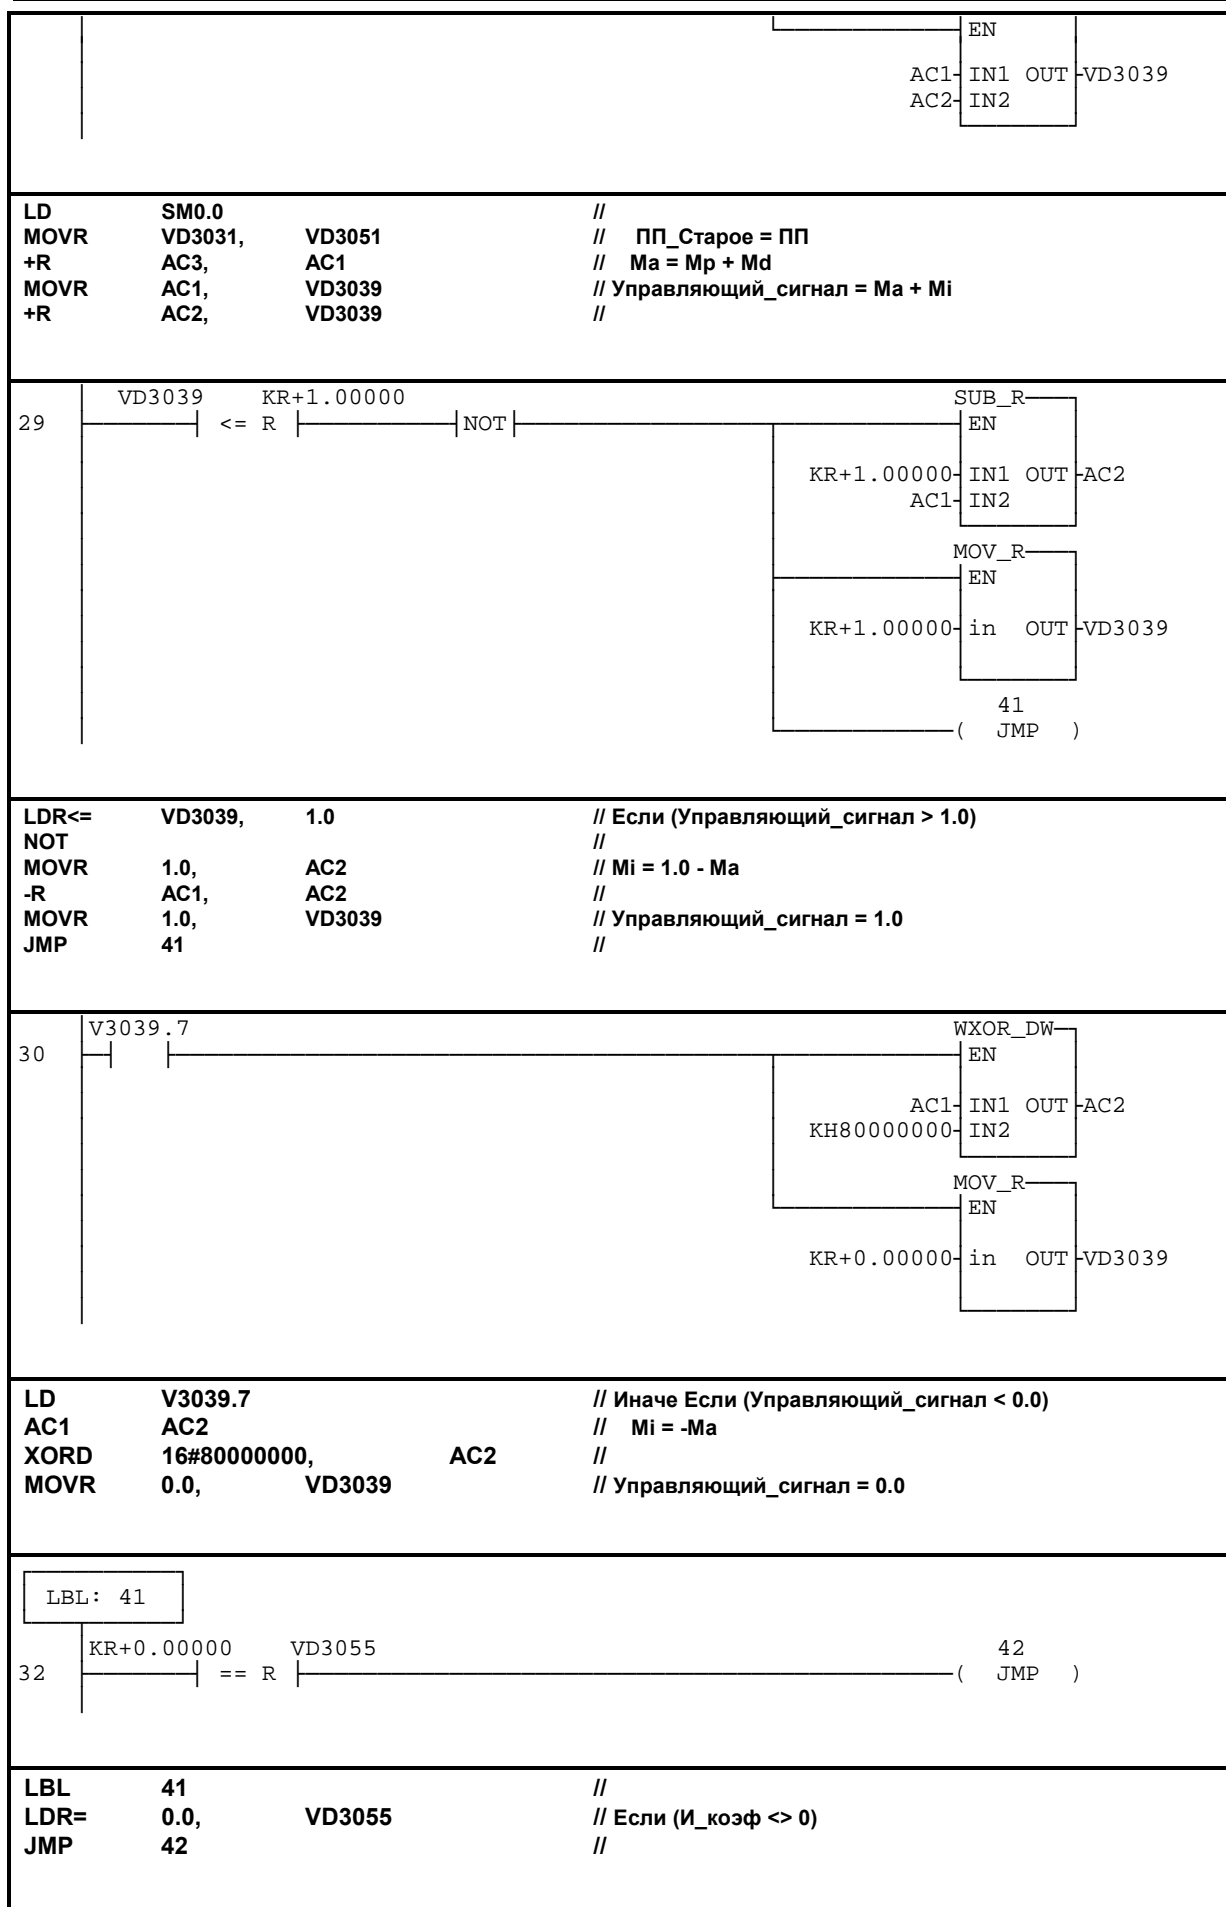 EN
AC1 IN1 OUT VD3039
AC2 IN2
LD SM0.0 //
MOVR VD3031, VD3051 // ПП_Старое = ПП
+R AC3, AC1 // Ma = Mp + Md
MOVR AC1, VD3039 // Управляющий_сигнал = Ma + Mi
+R AC2, VD3039 //
VD3039 KR+1.00000 SUB_R
29 <= R NOT EN
KR+1.00000 IN1 OUT AC2
AC1 IN2
MOV_R
EN
KR+1.00000 in OUT VD3039
41
( JMP )
LDR<= VD3039, 1.0 // Если (Управляющий_сигнал > 1.0)
NOT //
MOVR 1.0, AC2 // Mi = 1.0 - Ma
-R AC1, AC2 //
MOVR 1.0, VD3039 // Управляющий_сигнал = 1.0
JMP 41 //
V3039.7 WXOR_DW
30 EN
AC1 IN1 OUT AC2
KH80000000 IN2
MOV_R
EN
KR+0.00000 in OUT VD3039
LD V3039.7 // Иначе Если (Управляющий_сигнал < 0.0)
AC1 AC2 // Mi = -Ma
XORD 16#80000000, AC2 //
MOVR 0.0, VD3039 // Управляющий_сигнал = 0.0
LBL: 41
KR+0.00000 VD3055 42
32 == R ( JMP )
LBL 41 //
LDR= 0.0, VD3055 // Если (И_коэф <> 0)
JMP 42 //